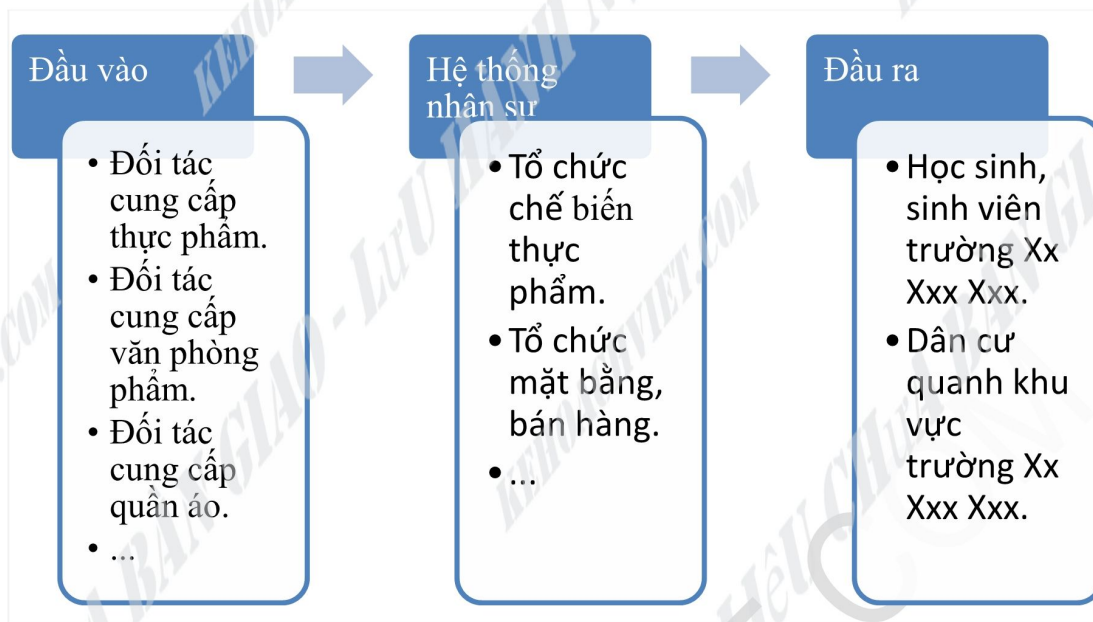 Đầu vào
• Đối tác
cung cấp
thực phẩm.
• Đối tác
cung cấp
văn phòng
phẩm.
• Đối tác
cung cấp
quần áo.
• ...
Hệ thống
nhân sự
• Tổ chức
chế biến
thực
phẩm.
• Tổ chức
mặt bằng,
bán hàng.
• ...
Đầu ra
• Học sinh,
sinh viên
trường Xx
Xxx Xxx.
• Dân cư
quanh khu
vực
trường Xx
Xxx Xxx.